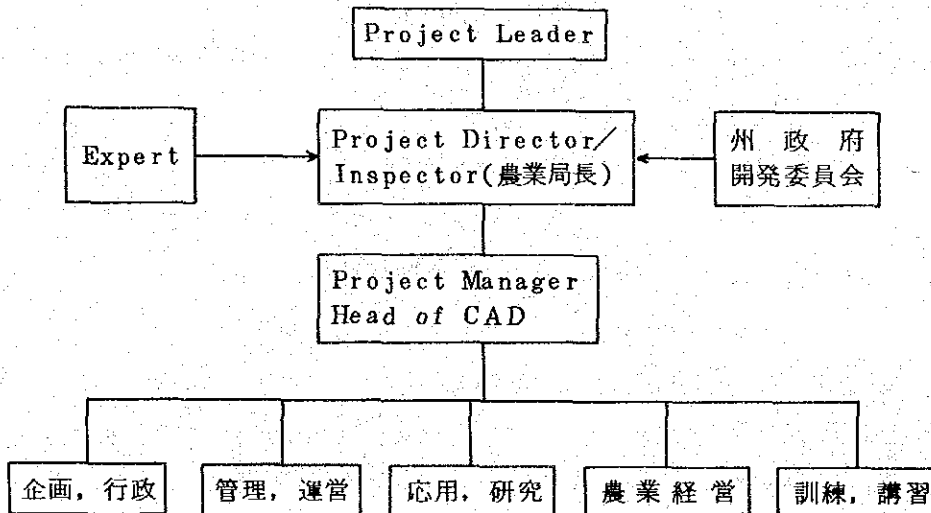 Project Leader
Expert
Project Director/
Inspector(農業局長)
州政府
開発委員会
Project Manager
Head of CAD
企画，行政
管理，運営
応用，研究
農業経営
訓練，講習